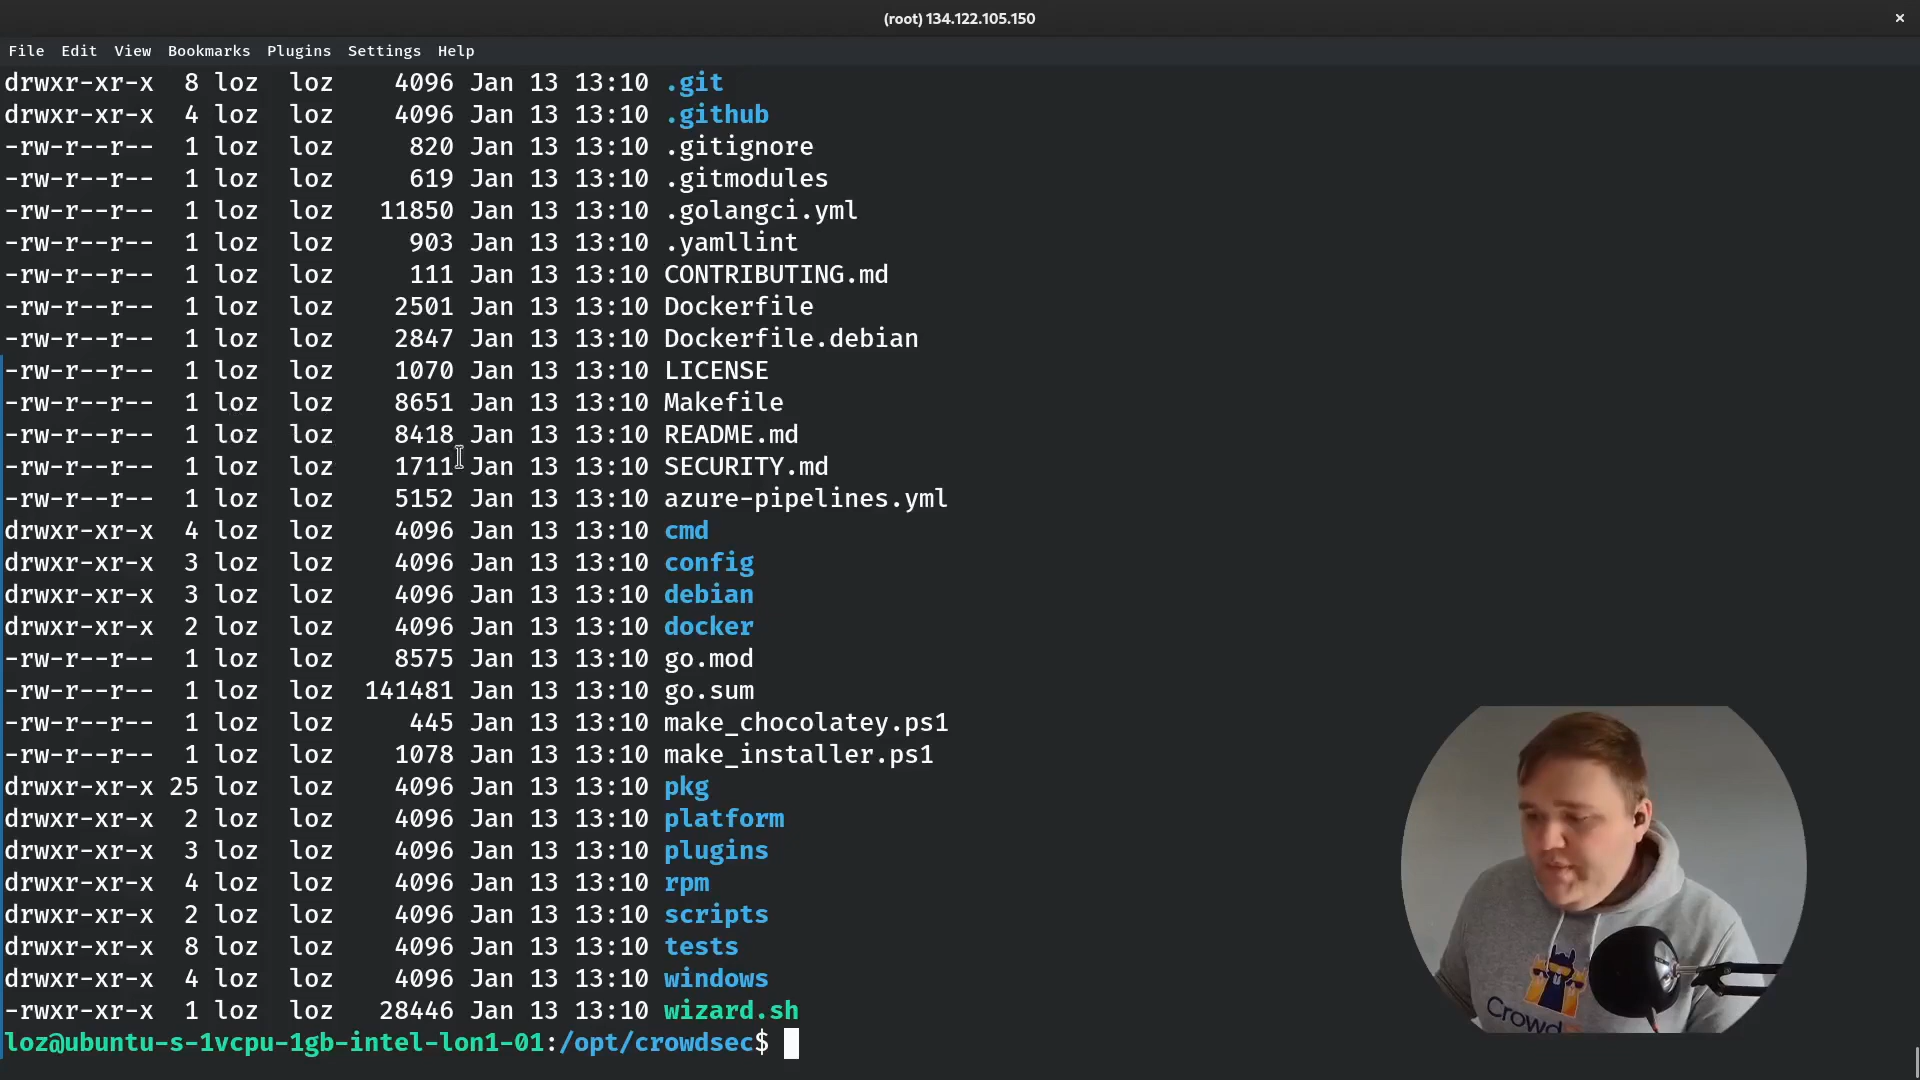 (root) 134.122.105.150
File Edit View Bookmarks Plugins Settings Help
drwxr-xr-x  8 loz  loz    4096 Jan 13 13:10 .git
drwxr-xr-x  4 loz  loz    4096 Jan 13 13:10 .github
-rw-r--r--  1 loz  loz     820 Jan 13 13:10 .gitignore
-rw-r--r--  1 loz  loz     619 Jan 13 13:10 .gitmodules
-rw-r--r--  1 loz  loz   11850 Jan 13 13:10 .golangci.yml
-rw-r--r--  1 loz  loz     903 Jan 13 13:10 .yamllint
-rw-r--r--  1 loz  loz     111 Jan 13 13:10 CONTRIBUTING.md
-rw-r--r--  1 loz  loz    2501 Jan 13 13:10 Dockerfile
-rw-r--r--  1 loz  loz    2847 Jan 13 13:10 Dockerfile.debian
-rw-r--r--  1 loz  loz    1070 Jan 13 13:10 LICENSE
-rw-r--r--  1 loz  loz    8651 Jan 13 13:10 Makefile
-rw-r--r--  1 loz  loz    8418 Jan 13 13:10 README.md
-rw-r--r--  1 loz  loz    1711 Jan 13 13:10 SECURITY.md
-rw-r--r--  1 loz  loz    5152 Jan 13 13:10 azure-pipelines.yml
drwxr-xr-x  4 loz  loz    4096 Jan 13 13:10 cmd
drwxr-xr-x  3 loz  loz    4096 Jan 13 13:10 config
drwxr-xr-x  3 loz  loz    4096 Jan 13 13:10 debian
drwxr-xr-x  2 loz  loz    4096 Jan 13 13:10 docker
-rw-r--r--  1 loz  loz    8575 Jan 13 13:10 go.mod
-rw-r--r--  1 loz  loz  141481 Jan 13 13:10 go.sum
-rw-r--r--  1 loz  loz     445 Jan 13 13:10 make_chocolatey.ps1
-rw-r--r--  1 loz  loz    1078 Jan 13 13:10 make_installer.ps1
drwxr-xr-x 25 loz  loz    4096 Jan 13 13:10 pkg
drwxr-xr-x  2 loz  loz    4096 Jan 13 13:10 platform
drwxr-xr-x  3 loz  loz    4096 Jan 13 13:10 plugins
drwxr-xr-x  4 loz  loz    4096 Jan 13 13:10 rpm
drwxr-xr-x  2 loz  loz    4096 Jan 13 13:10 scripts
drwxr-xr-x  8 loz  loz    4096 Jan 13 13:10 tests
drwxr-xr-x  4 loz  loz    4096 Jan 13 13:10 windows
-rwxr-xr-x  1 loz  loz   28446 Jan 13 13:10 wizard.sh
loz@ubuntu-s-1vcpu-1gb-intel-lon1-01:/opt/crowdsec$